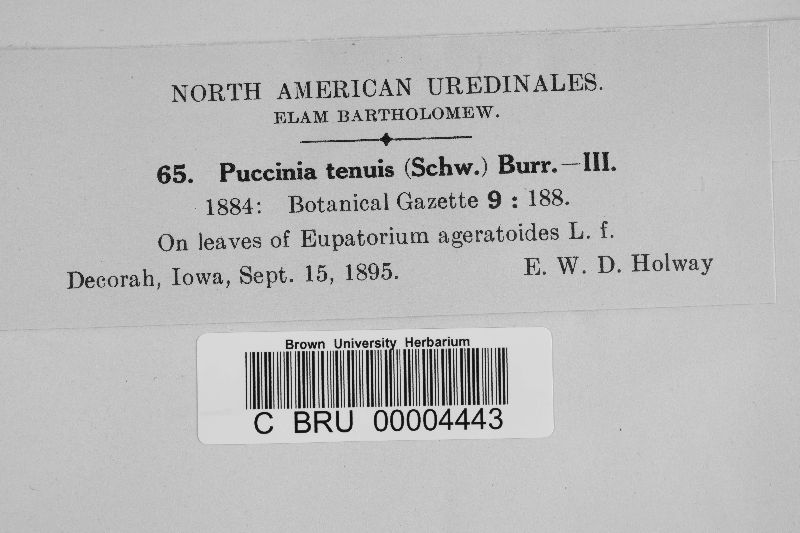 NORTH AMERICAN UREDINALES.
ELAM BARTHOLOMEW.
65. Puccinia tenuis (Schw.) Burr.—III.
1884: Botanical Gazette 9 : 188.
On leaves of Eupatorium ageratoides L. f.
Decorah, Iowa, Sept. 15, 1895. E. W. D. Holway
Brown University Herbarium
C BRU 00004443